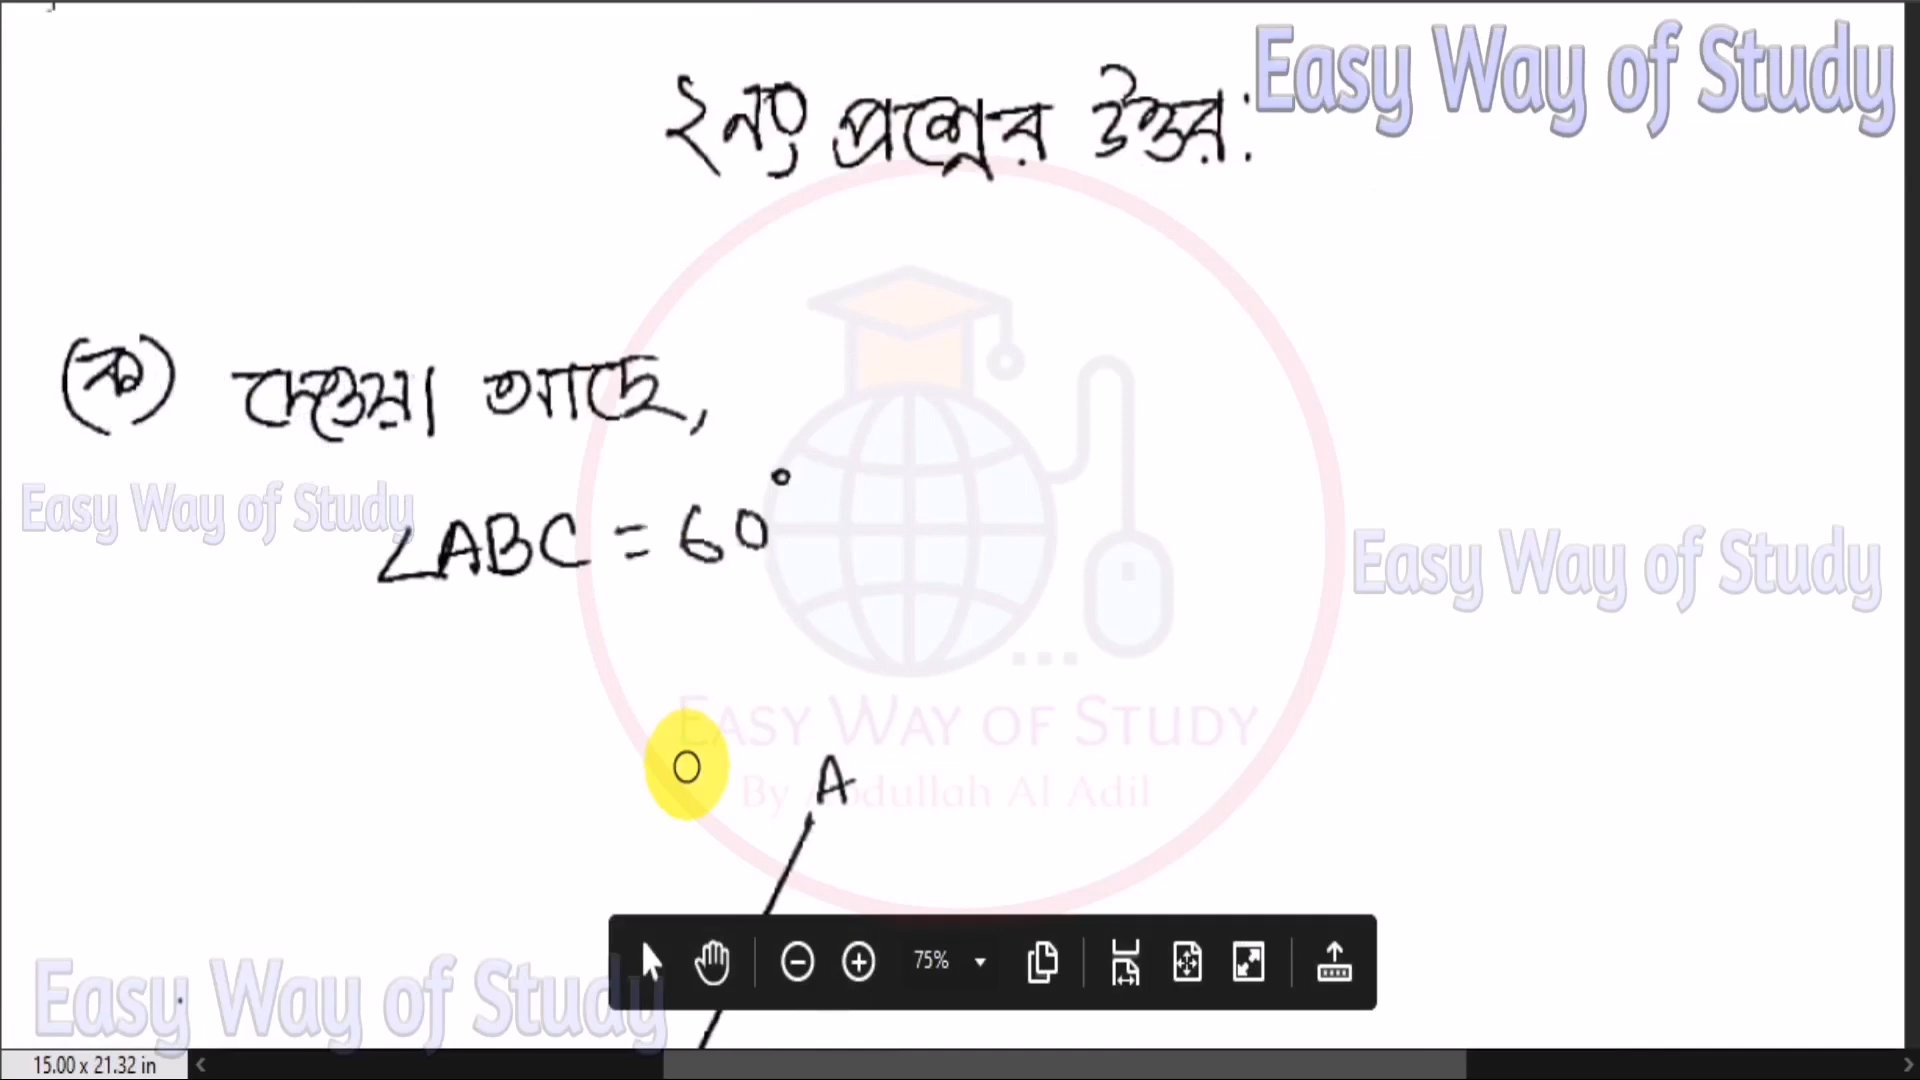 Easy Way of Study
২নং প্রশ্নের উত্তর:
(ক) দেওয়া আছে,
Easy Way of Study
∠ABC = 60°
Easy Way of Study
EASY WAY OF STUDY
A
By Abdullah Al Adil
75%
Easy Way of Study
15.00 x 21.32 in